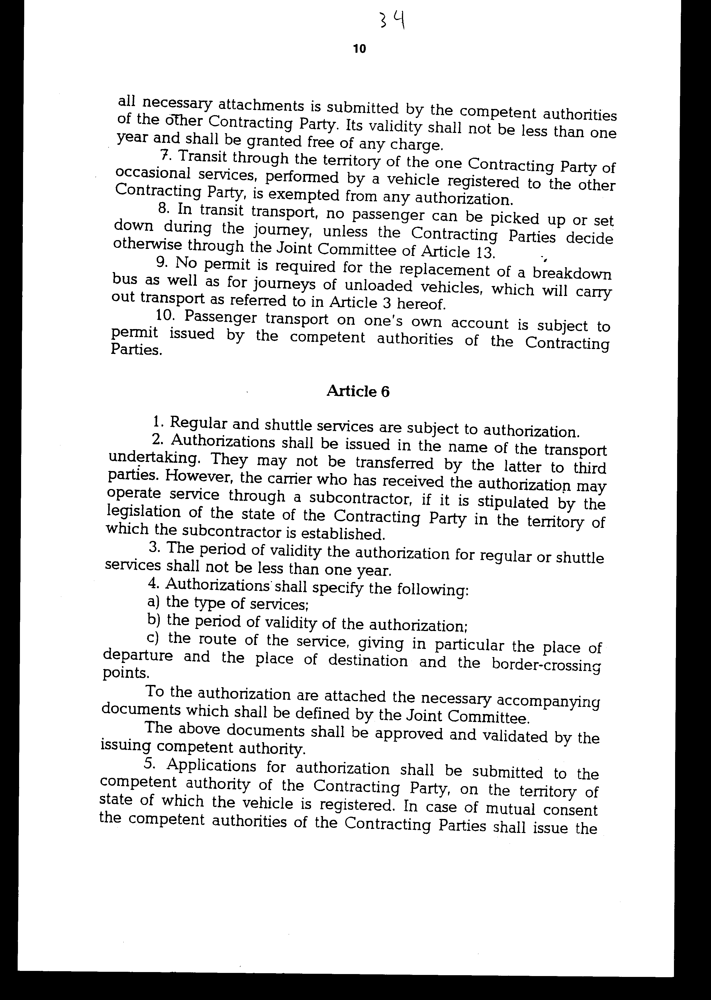 34
10
all necessary attachments is submitted by the competent authorities
of the other Contracting Party. Its validity shall not be less than one
year and shall be granted free of any charge.
7. Transit through the territory of the one Contracting Party of
occasional services, performed by a vehicle registered to the other
Contracting Party, is exempted from any authorization.
8. In transit transport, no passenger can be picked up or set
down during the journey, unless the Contracting Parties decide
otherwise through the Joint Committee of Article 13.
9. No permit is required for the replacement of a breakdown
bus as well as for journeys of unloaded vehicles, which will carry
out transport as referred to in Article 3 hereof.
10. Passenger transport on one's own account is subject to
permit issued by the competent authorities of the Contracting
Parties.
Article 6
1. Regular and shuttle services are subject to authorization.
2. Authorizations shall be issued in the name of the transport
undertaking. They may not be transferred by the latter to third
parties. However, the carrier who has received the authorization may
operate service through a subcontractor, if it is stipulated by the
legislation of the state of the Contracting Party in the territory of
which the subcontractor is established.
3. The period of validity the authorization for regular or shuttle
services shall not be less than one year.
4. Authorizations shall specify the following:
a) the type of services;
b) the period of validity of the authorization;
c) the route of the service, giving in particular the place of
departure and the place of destination and the border-crossing
points.
To the authorization are attached the necessary accompanying
documents which shall be defined by the Joint Committee.
The above documents shall be approved and validated by the
issuing competent authority.
5. Applications for authorization shall be submitted to the
competent authority of the Contracting Party, on the territory of
state of which the vehicle is registered. In case of mutual consent
the competent authorities of the Contracting Parties shall issue the